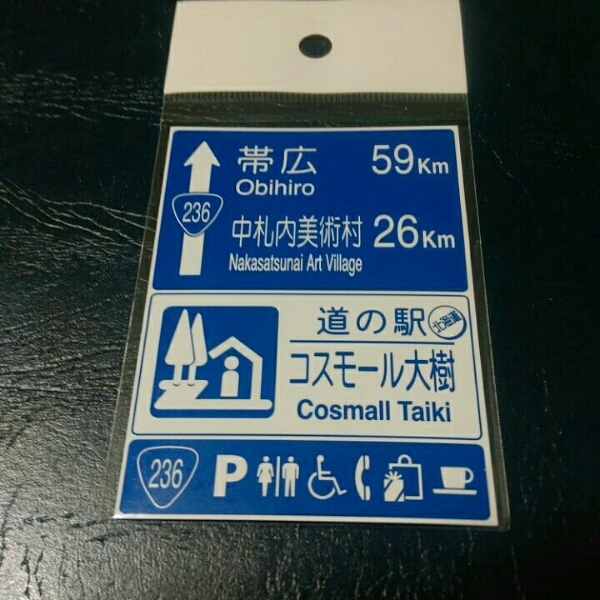 帯広 59Km
Obihiro
236
中札内美術村 26Km
Nakasatsunai Art Village
道の駅 北海道
コスモール大樹
Cosmall Taiki
236 P